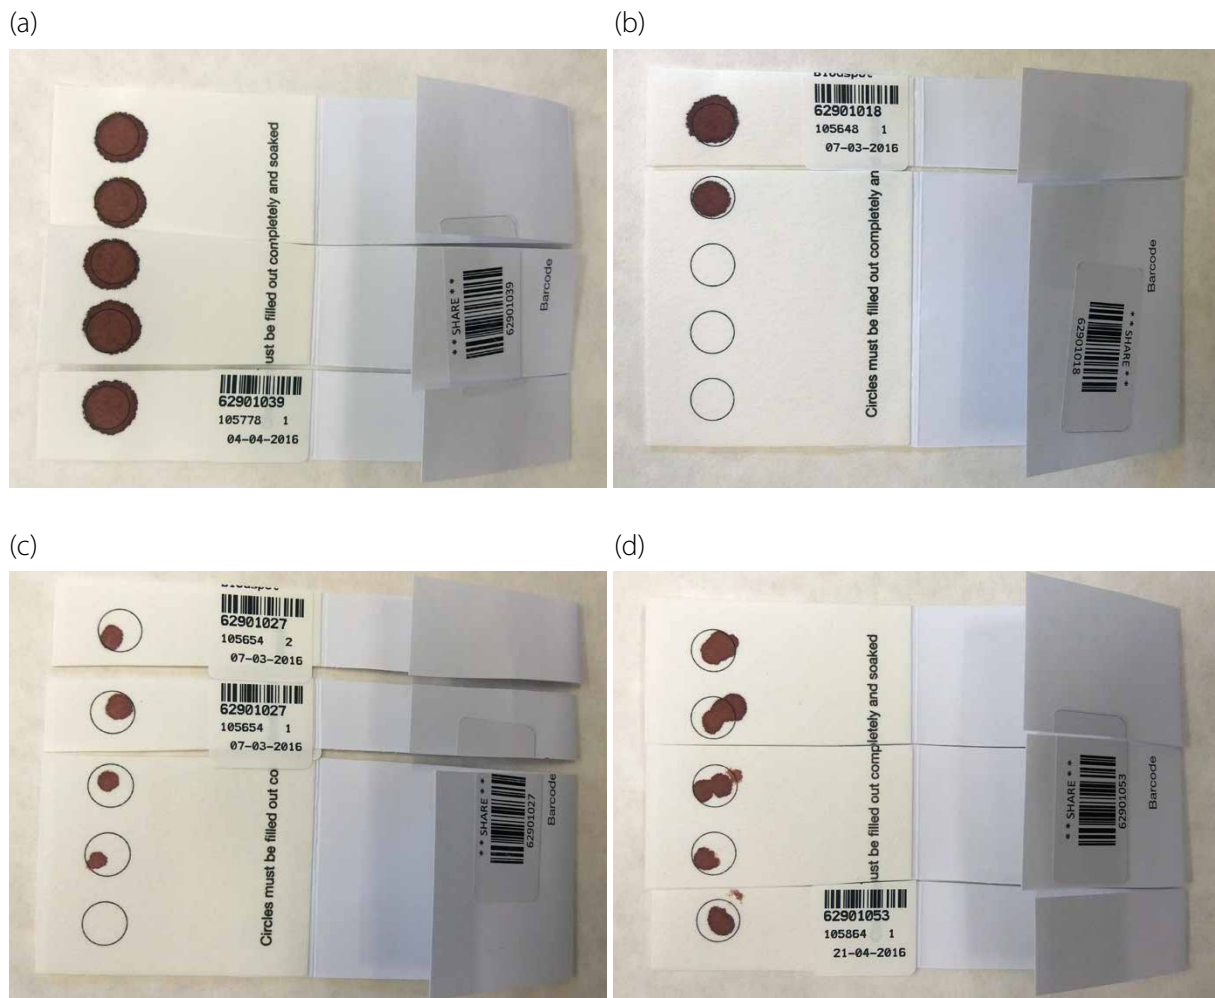 (a)
ust be filled out completely and soaked
* * SHARE * *
62901039
Barcode
62901039
105778 1
04-04-2016
(b)
Blodspot
62901018
105648 1
07-03-2016
Circles must be filled out completely an
Barcode
* * SHARE * *
62901018
(c)
Blodspot
62901027
105654 2
07-03-2016
62901027
105654 1
07-03-2016
Circles must be filled out co
* * SHARE * *
62901027
Barcode
(d)
ust be filled out completely and soaked
* * SHARE * *
62901053
Barcode
62901053
105864 1
21-04-2016